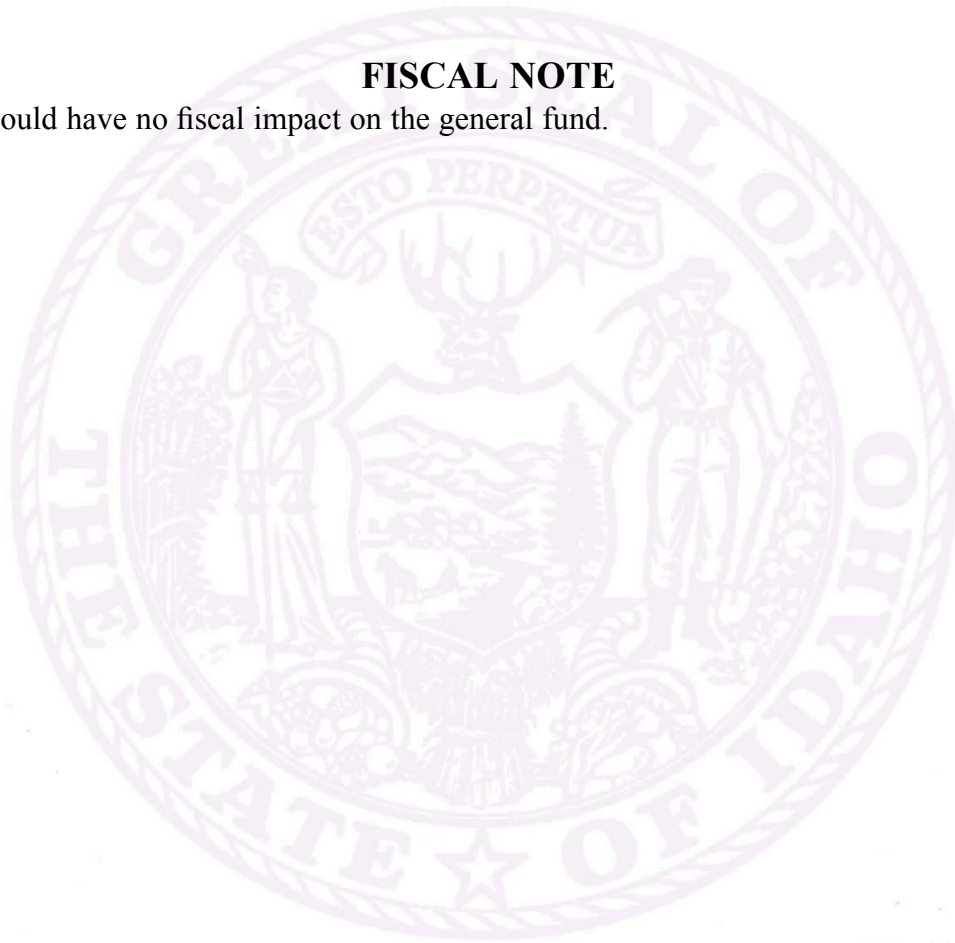 FISCAL NOTE
ould have no fiscal impact on the general fund.
GREAT SEAL OF
ESTO PERPETUA
THE STATE OF IDAHO